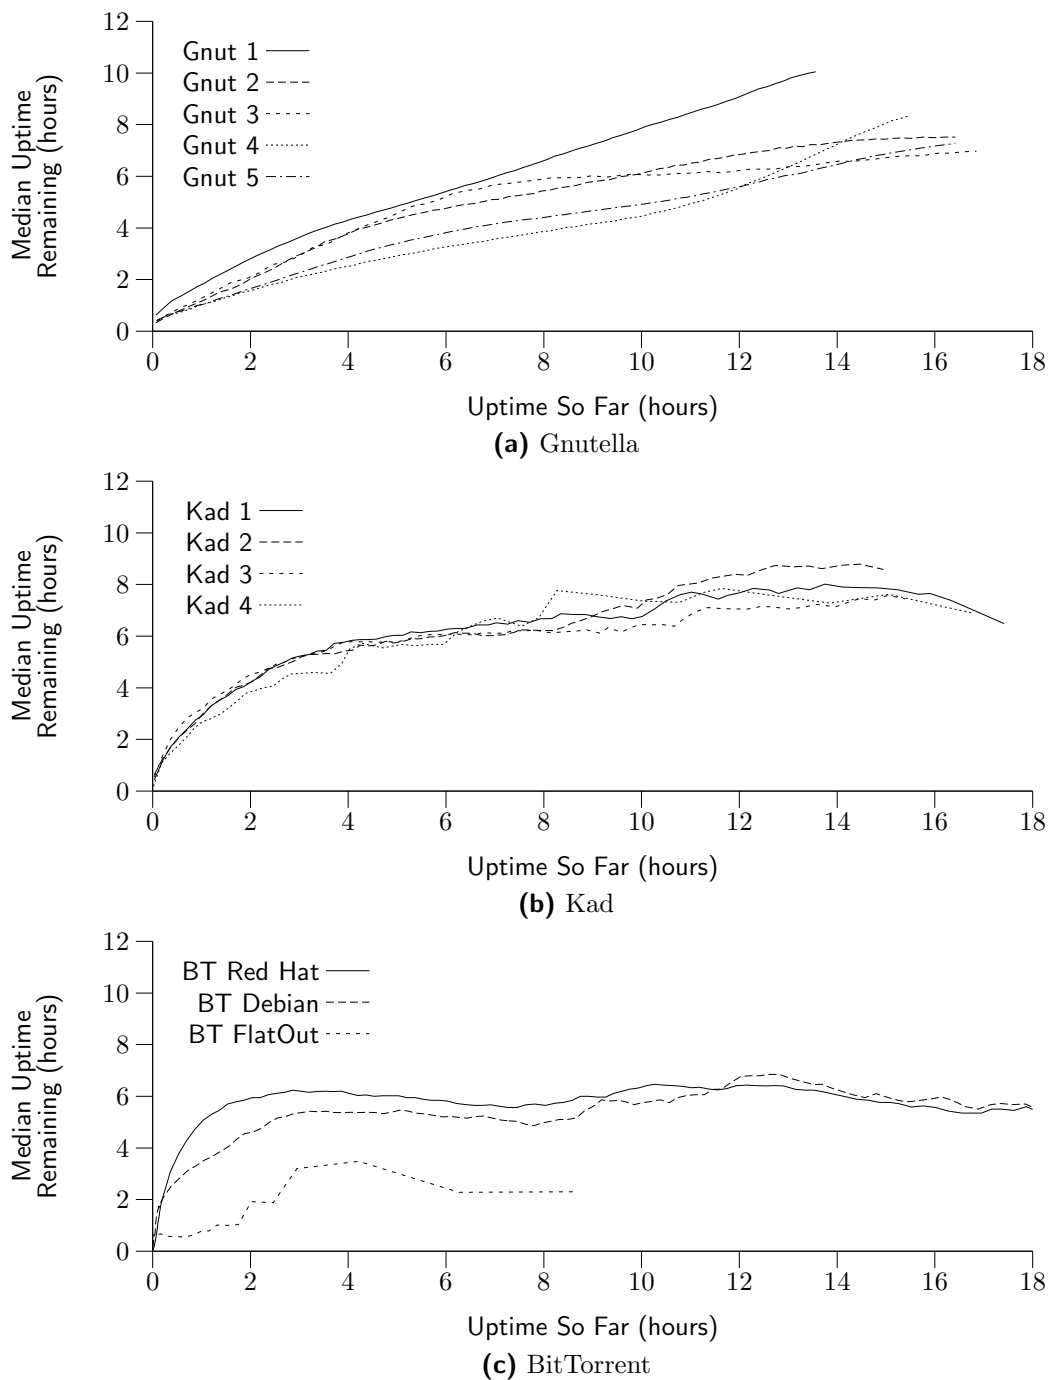 12
10
8
6
4
2
0
Median Uptime
Remaining (hours)
Gnut 1
Gnut 2
Gnut 3
Gnut 4
Gnut 5
0 2 4 6 8 10 12 14 16 18
Uptime So Far (hours)
(a) Gnutella
12
10
8
6
4
2
0
Median Uptime
Remaining (hours)
Kad 1
Kad 2
Kad 3
Kad 4
0 2 4 6 8 10 12 14 16 18
Uptime So Far (hours)
(b) Kad
12
10
8
6
4
2
0
Median Uptime
Remaining (hours)
BT Red Hat
BT Debian
BT FlatOut
0 2 4 6 8 10 12 14 16 18
Uptime So Far (hours)
(c) BitTorrent